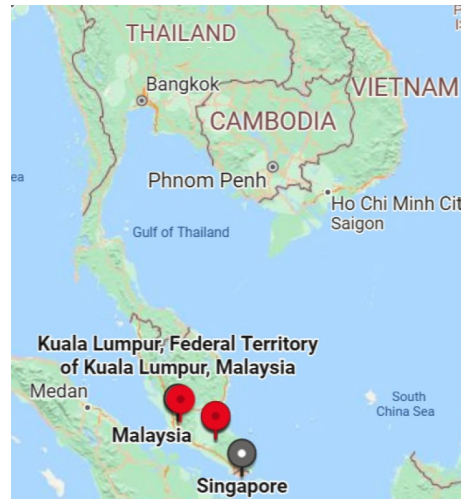 THAILAND
Bangkok
VIETNAM
CAMBODIA
Phnom Penh
Ho Chi Minh Cit
Saigon
Gulf of Thailand
Kuala Lumpur, Federal Territory
of Kuala Lumpur, Malaysia
Medan
South
China Sea
Malaysia
Singapore